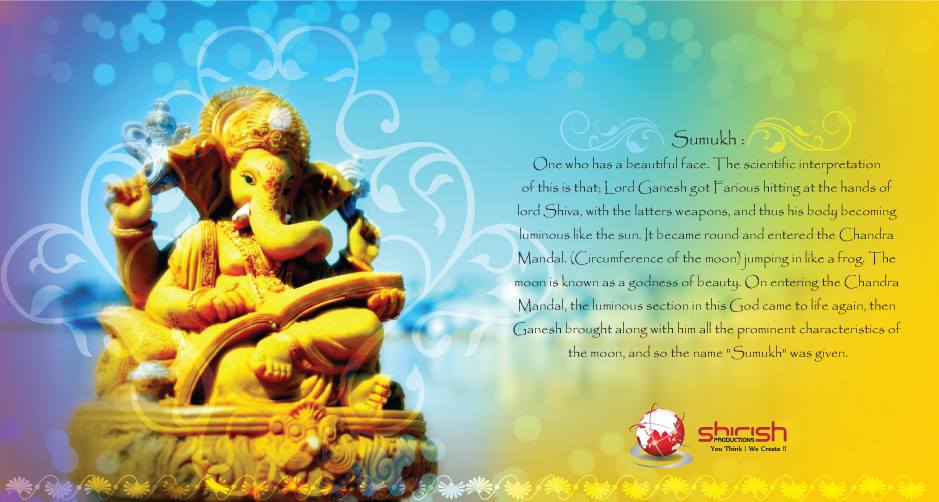 Sumukh :
One who has a beautiful face. The scientific interpretation
of this is that; Lord Ganesh got Farious hitting at the hands of
lord Shiva, with the latters weapons, and thus his body becoming
luminous like the sun. It became round and entered the Chandra
Mandal. (Circumference of the moon) jumping in like a frog. The
moon is known as a godness of beauty. On entering the Chandra
Mandal, the luminous section in this God came to life again, then
Ganesh brought along with him all the prominent characteristics of
the moon, and so the name "Sumukh" was given.
shirish
PRODUCTIONS
You Think ! We Create !!